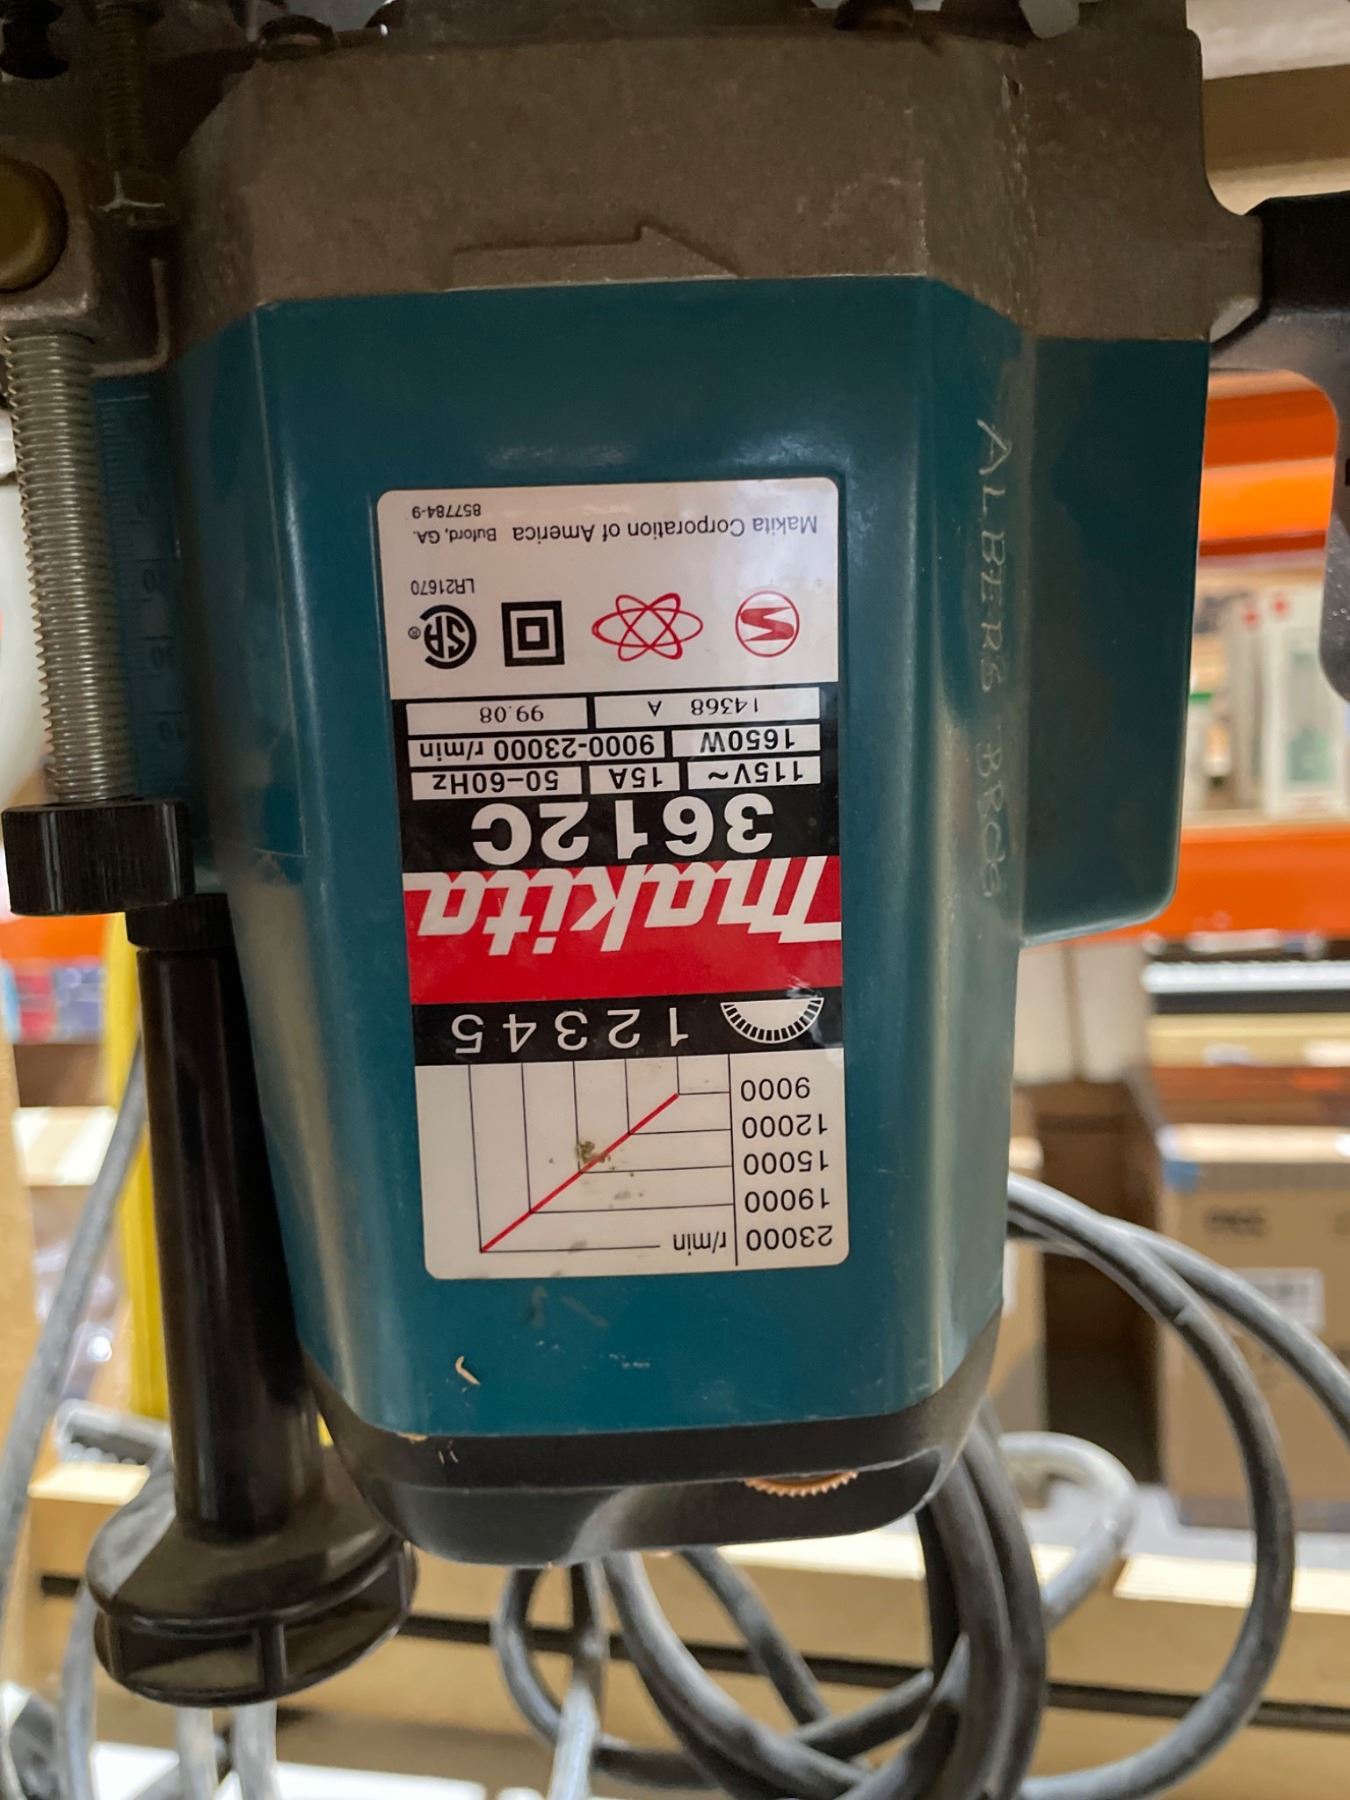 23000 r/min
19000
15000
12000
9000
1 2 3 4 5
makita
3612C
115V~ 15A 50-60Hz
1650W 9000-23000 r/min
14368 A 99.08
SA®
LR21670
Makita Corporation of America Buford, GA.
857784-9
ALBERS BROS